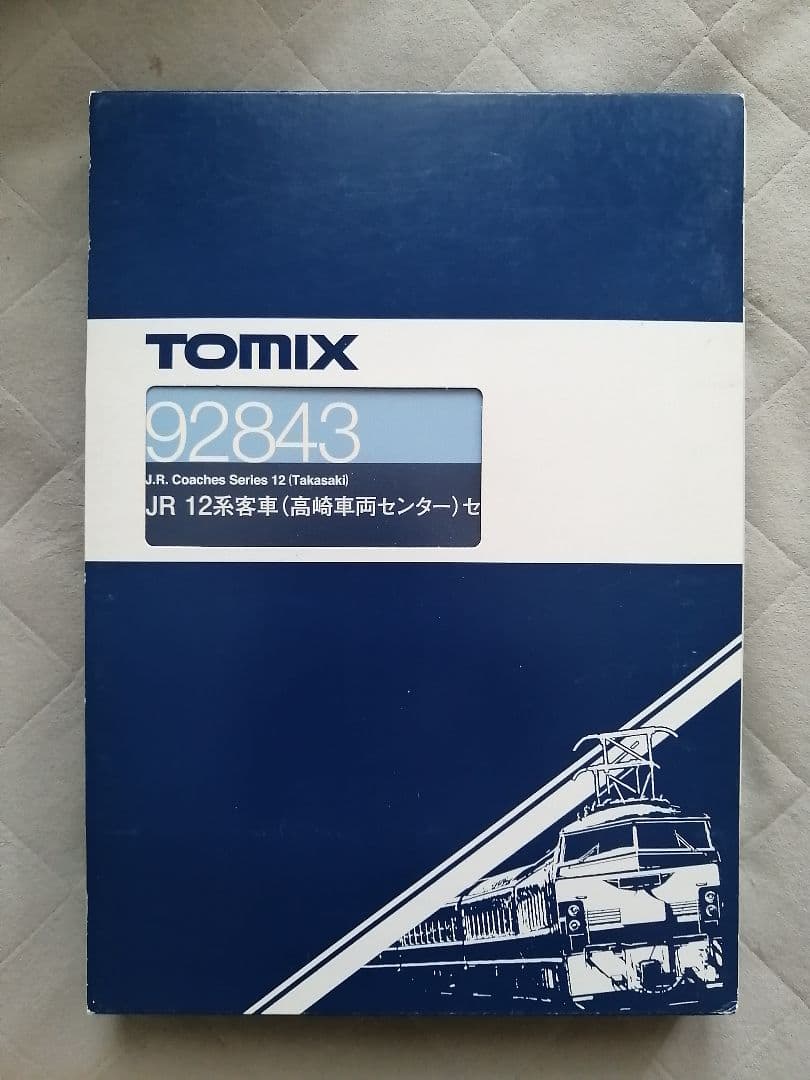 TOMIX
92843
J.R. Coaches Series 12 (Takasaki)
JR 12系客車(高崎車両センター)セ